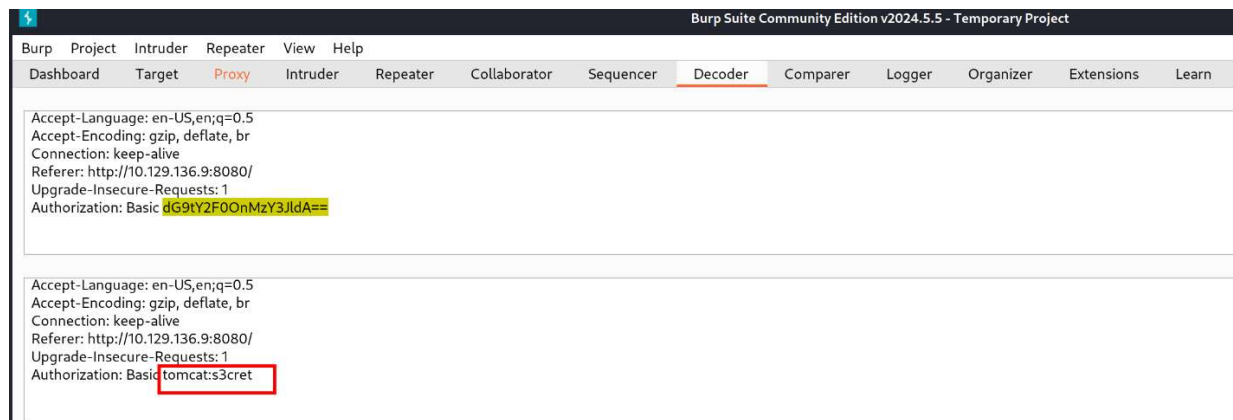 Burp Suite Community Edition v2024.5.5 - Temporary Project
Burp Project Intruder Repeater View Help
Dashboard Target Proxy Intruder Repeater Collaborator Sequencer Decoder Comparer Logger Organizer Extensions Learn
Accept-Language: en-US,en;q=0.5
Accept-Encoding: gzip, deflate, br
Connection: keep-alive
Referer: http://10.129.136.9:8080/
Upgrade-Insecure-Requests: 1
Authorization: Basic dG9tY2F0OnMzY3JldA==
Accept-Language: en-US,en;q=0.5
Accept-Encoding: gzip, deflate, br
Connection: keep-alive
Referer: http://10.129.136.9:8080/
Upgrade-Insecure-Requests: 1
Authorization: Basic tomcat:s3cret